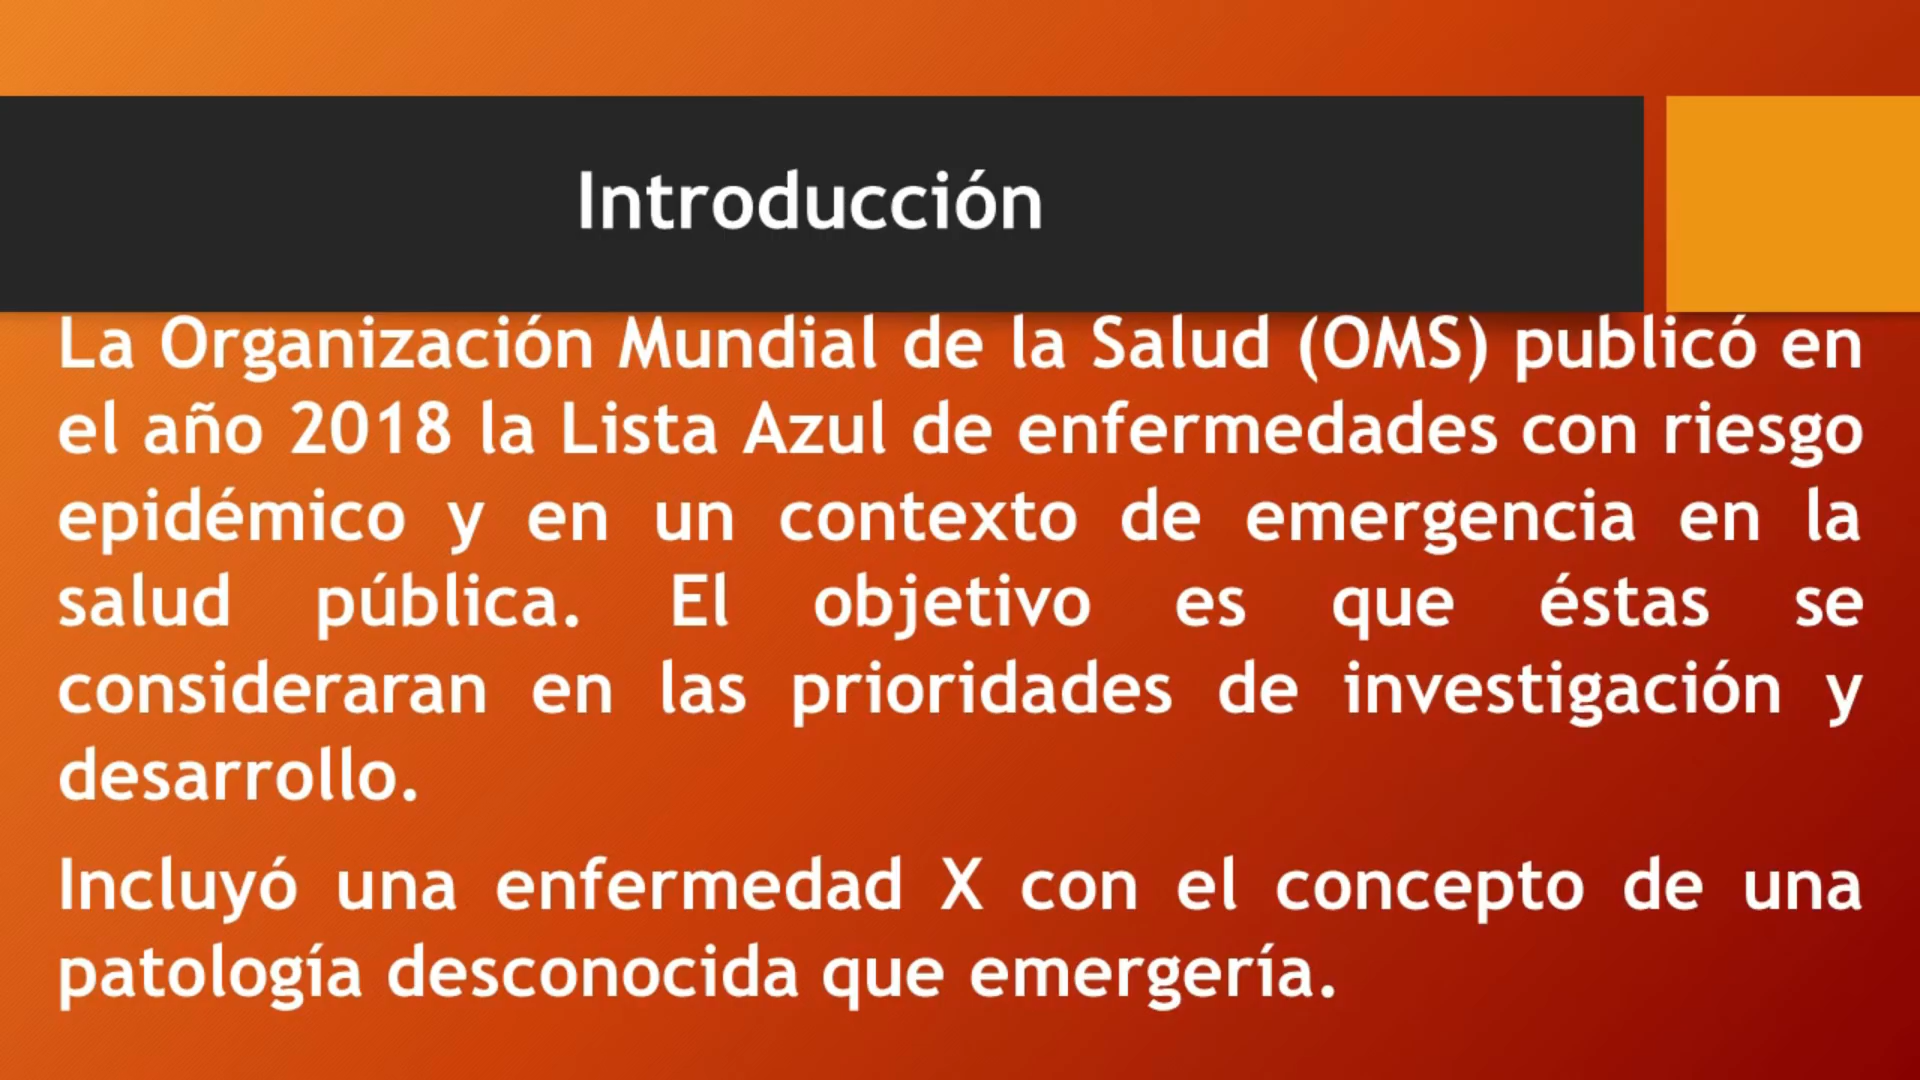 Introducción
La Organización Mundial de la Salud (OMS) publicó en
el año 2018 la Lista Azul de enfermedades con riesgo
epidémico y en un contexto de emergencia en la
salud pública. El objetivo es que éstas se
consideraran en las prioridades de investigación y
desarrollo.
Incluyó una enfermedad X con el concepto de una
patología desconocida que emergería.